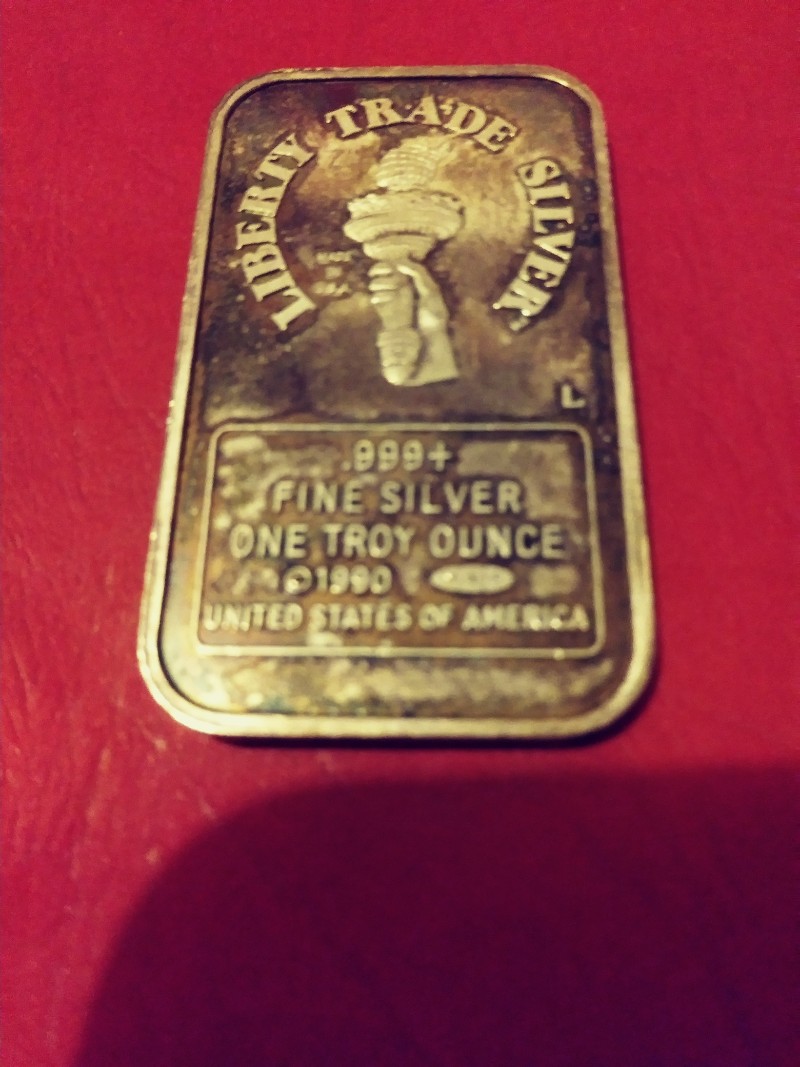 LIBERTY TRADE SILVER
L
.999+
FINE SILVER
ONE TROY OUNCE
©1990
UNITED STATES OF AMERICA